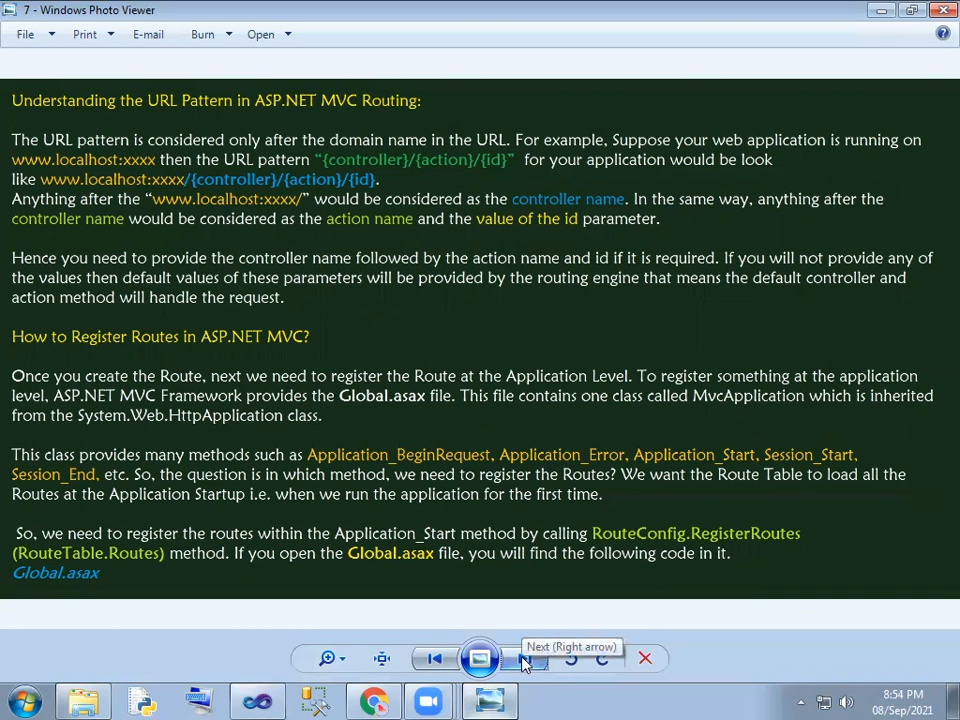 7 - Windows Photo Viewer
File Print E-mail Burn Open
Understanding the URL Pattern in ASP.NET MVC Routing:
The URL pattern is considered only after the domain name in the URL. For example, Suppose your web application is running on
www.localhost:xxxx then the URL pattern “{controller}/{action}/{id}” for your application would be look
like www.localhost:xxxx/{controller}/{action}/{id}.
Anything after the “www.localhost:xxxx/” would be considered as the controller name. In the same way, anything after the
controller name would be considered as the action name and the value of the id parameter.
Hence you need to provide the controller name followed by the action name and id if it is required. If you will not provide any of
the values then default values of these parameters will be provided by the routing engine that means the default controller and
action method will handle the request.
How to Register Routes in ASP.NET MVC?
Once you create the Route, next we need to register the Route at the Application Level. To register something at the application
level, ASP.NET MVC Framework provides the Global.asax file. This file contains one class called MvcApplication which is inherited
from the System.Web.HttpApplication class.
This class provides many methods such as Application_BeginRequest, Application_Error, Application_Start, Session_Start,
Session_End, etc. So, the question is in which method, we need to register the Routes? We want the Route Table to load all the
Routes at the Application Startup i.e. when we run the application for the first time.
So, we need to register the routes within the Application_Start method by calling RouteConfig.RegisterRoutes
(RouteTable.Routes) method. If you open the Global.asax file, you will find the following code in it.
Global.asax
Next (Right arrow)
8:54 PM
08/Sep/2021